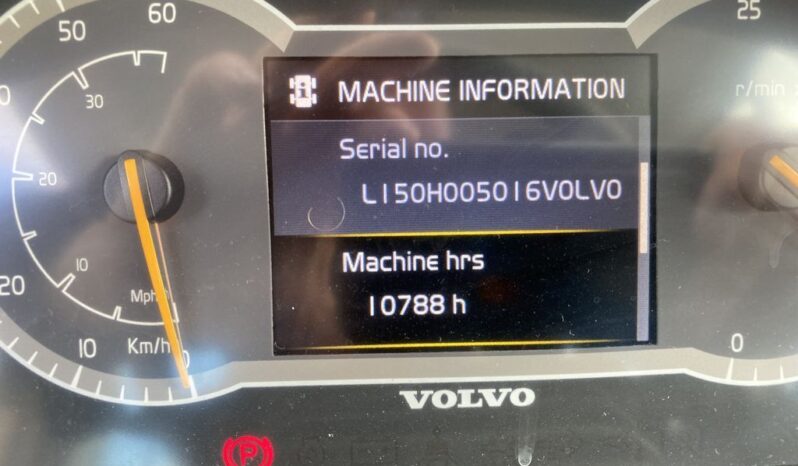 50
60
25
30
r/min
MACHINE INFORMATION
Serial no.
L150H005016VOLVO
20
Machine hrs
10788 h
20
10
Mph
10
Km/h
0
0
VOLVO
P